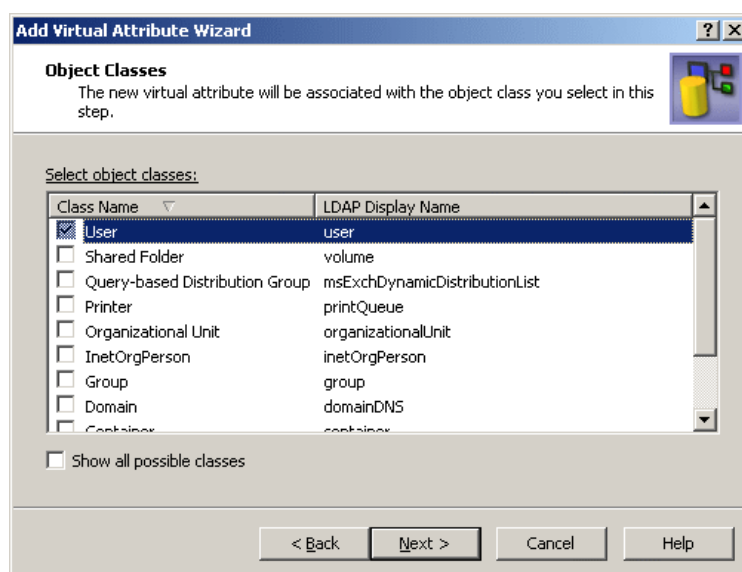 Add Virtual Attribute Wizard
Object Classes
The new virtual attribute will be associated with the object class you select in this
step.
Select object classes:
Class Name LDAP Display Name
User user
Shared Folder volume
Query-based Distribution Group msExchDynamicDistributionList
Printer printQueue
Organizational Unit organizationalUnit
InetOrgPerson inetOrgPerson
Group group
Domain domainDNS
Container container
Show all possible classes
< Back Next > Cancel Help